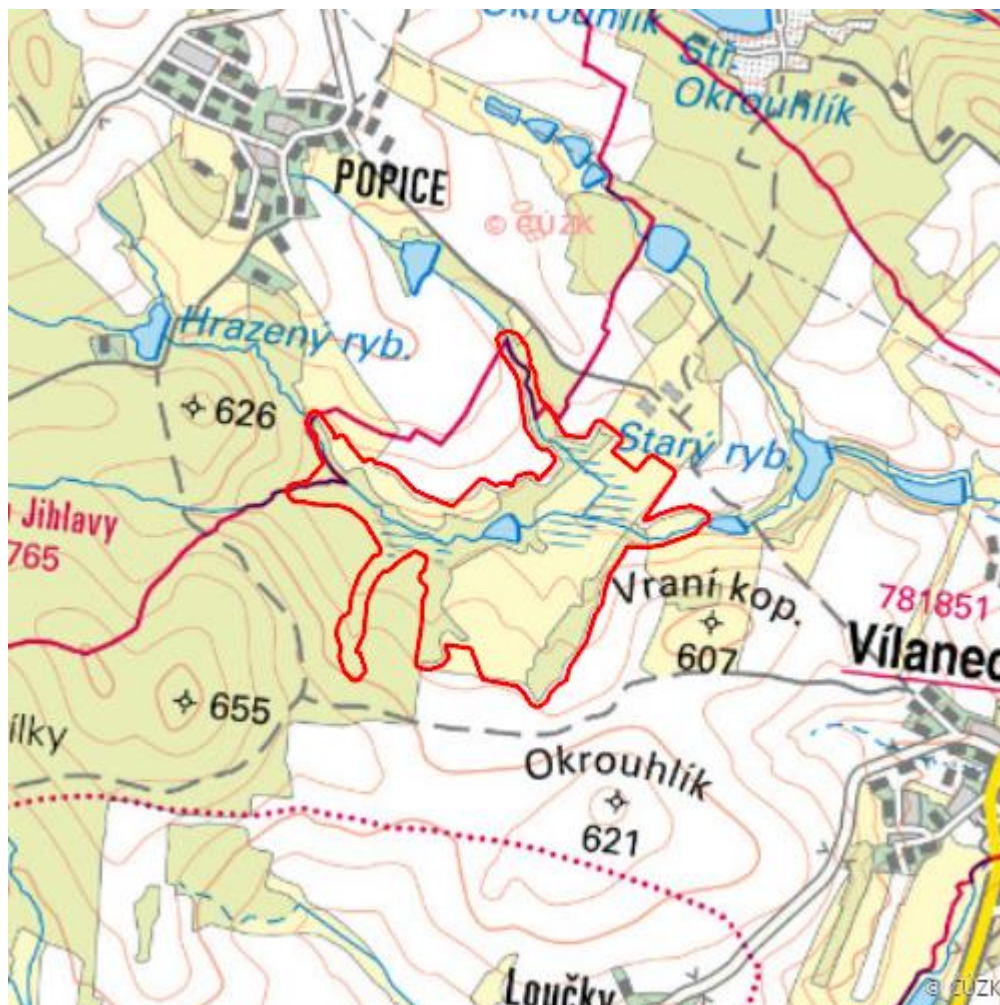 Okrouhlík
Stř.
Okrouhlík
POPICE
© ČÚZK
Hrazený ryb.
626
Starý ryb.
Jihlavy
765
Vraní kop.
607
781851
Vílanec
655
ílky
Okrouhlík
621
Loučky
© ČÚZK